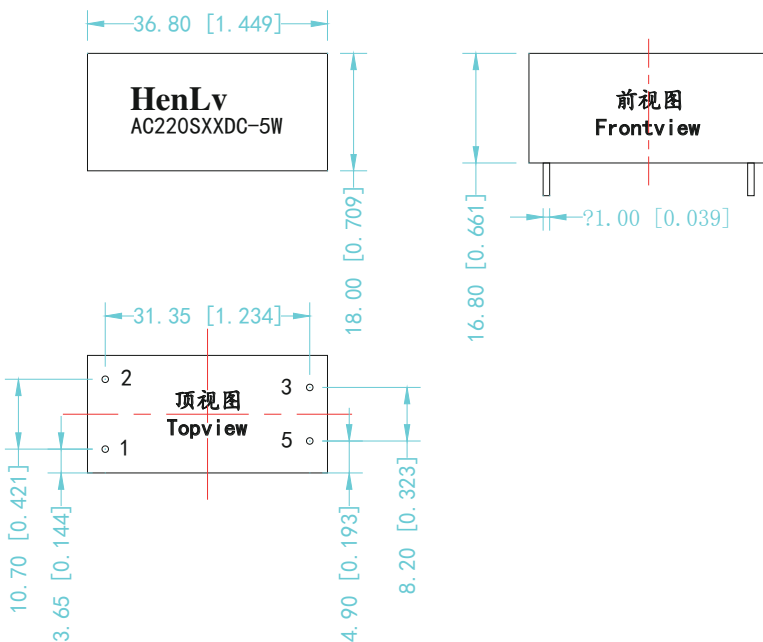 36.80 [1.449]
HenLv
AC220SXXDC-5W
18.00 [0.709]
前视图
Frontview
16.80 [0.661]
?1.00 [0.039]
31.35 [1.234]
2
3
顶视图
Topview
1
5
10.70 [0.421]
3.65 [0.144]
4.90 [0.193]
8.20 [0.323]